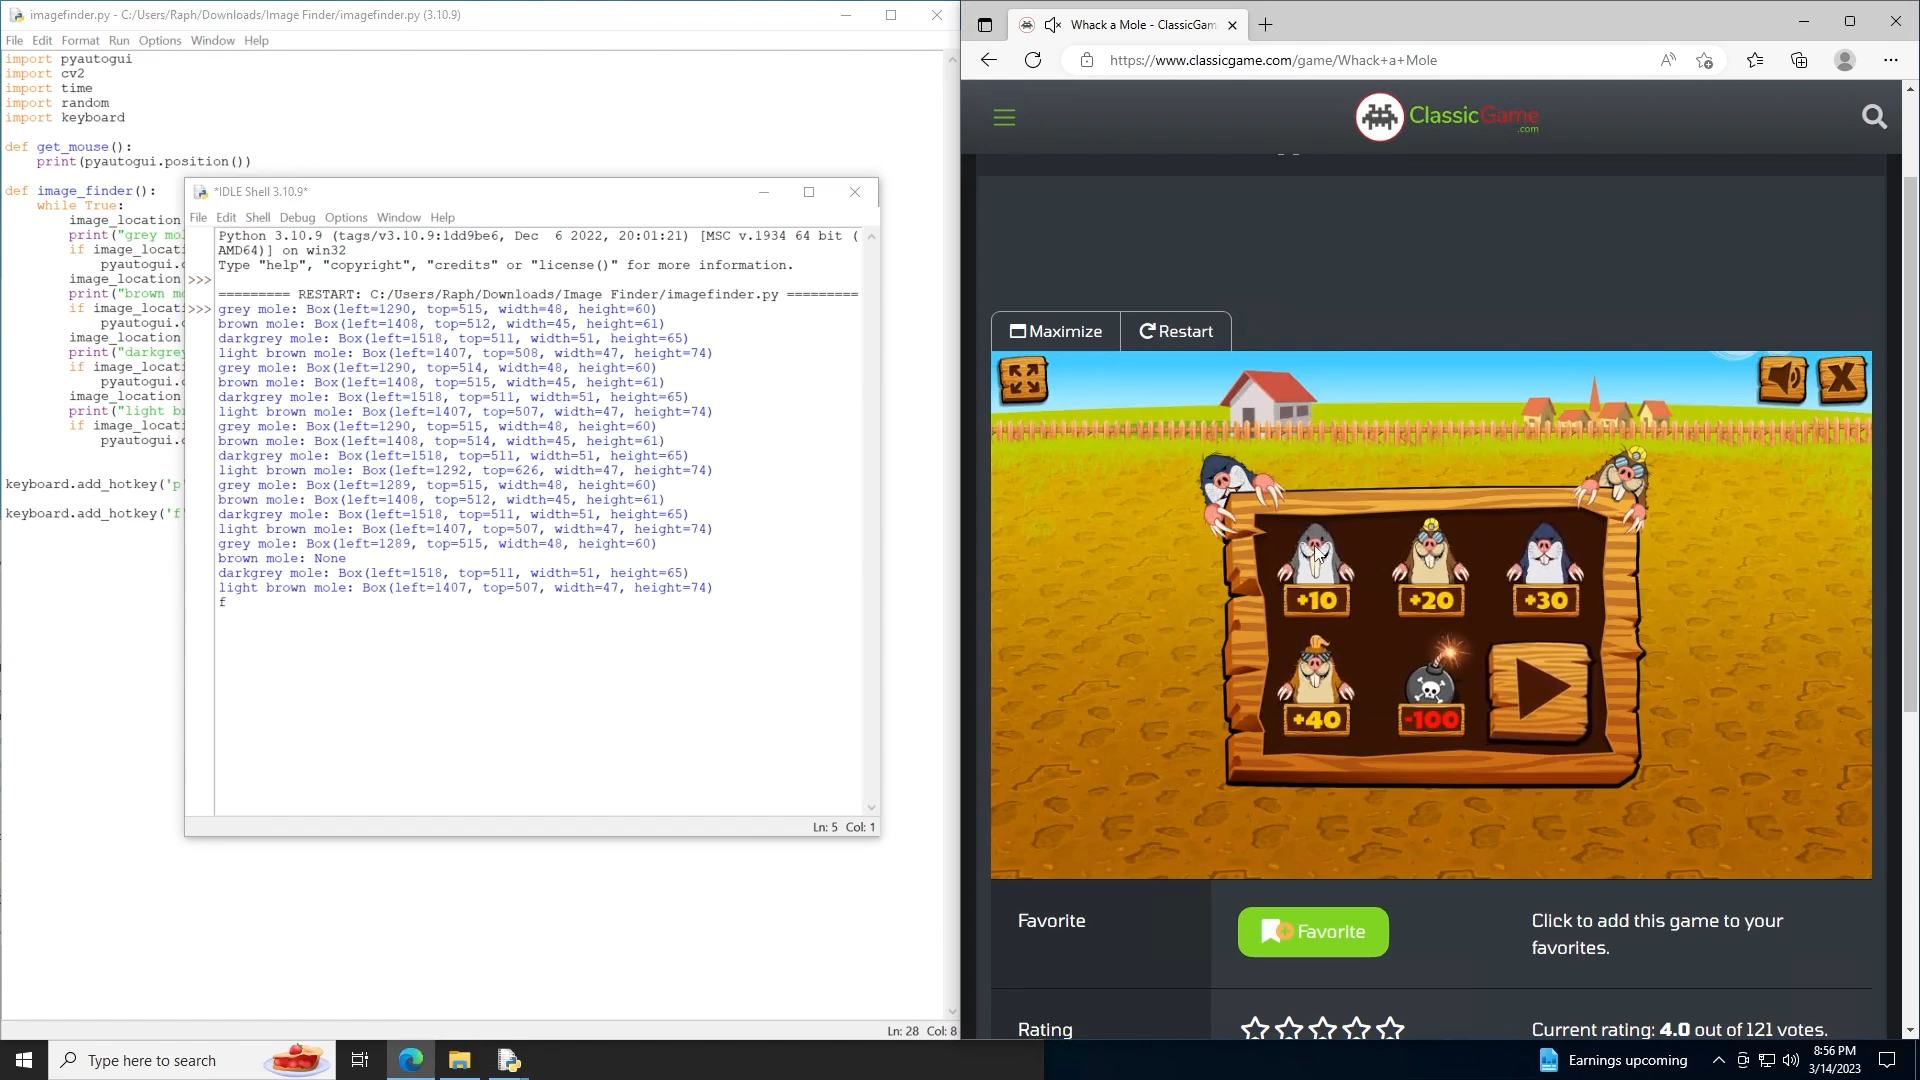 imagefinder.py - C:/Users/Raph/Downloads/Image Finder/imagefinder.py (3.10.9)
File Edit Format Run Options Window Help
import pyautogui
import cv2
import time
import random
import keyboard
def get_mouse():
print(pyautogui.position())
def image_finder():
while True:
image_location
print("grey mol
if image_locati
pyautogui.c
image_location
print("brown mo
if image_locati
pyautogui.c
image_location
print("darkgrey
if image_locati
pyautogui.c
image_location
print("light br
if image_locati
pyautogui.c
keyboard.add_hotkey('p'
keyboard.add_hotkey('f'
Ln: 28 Col: 8
*IDLE Shell 3.10.9*
File Edit Shell Debug Options Window Help
Python 3.10.9 (tags/v3.10.9:1dd9be6, Dec 6 2022, 20:01:21) [MSC v.1934 64 bit (
AMD64)] on win32
Type "help", "copyright", "credits" or "license()" for more information.
>>>
========= RESTART: C:/Users/Raph/Downloads/Image Finder/imagefinder.py =========
>>> grey mole: Box(left=1290, top=515, width=48, height=60)
brown mole: Box(left=1408, top=512, width=45, height=61)
darkgrey mole: Box(left=1518, top=511, width=51, height=65)
light brown mole: Box(left=1407, top=508, width=47, height=74)
grey mole: Box(left=1290, top=514, width=48, height=60)
brown mole: Box(left=1408, top=515, width=45, height=61)
darkgrey mole: Box(left=1518, top=511, width=51, height=65)
light brown mole: Box(left=1407, top=507, width=47, height=74)
grey mole: Box(left=1290, top=515, width=48, height=60)
brown mole: Box(left=1408, top=514, width=45, height=61)
darkgrey mole: Box(left=1518, top=511, width=51, height=65)
light brown mole: Box(left=1292, top=626, width=47, height=74)
grey mole: Box(left=1289, top=515, width=48, height=60)
brown mole: Box(left=1408, top=512, width=45, height=61)
darkgrey mole: Box(left=1518, top=511, width=51, height=65)
light brown mole: Box(left=1407, top=507, width=47, height=74)
grey mole: Box(left=1289, top=515, width=48, height=60)
brown mole: None
darkgrey mole: Box(left=1518, top=511, width=51, height=65)
light brown mole: Box(left=1407, top=507, width=47, height=74)
f
Ln: 5 Col: 1
Whack a Mole - ClassicGam
https://www.classicgame.com/game/Whack+a+Mole
ClassicGame
.com
Maximize Restart
+10 +20 +30
+40 -100
Favorite Favorite Click to add this game to your
favorites.
Rating Current rating: 4.0 out of 121 votes.
Type here to search
Earnings upcoming
8:56 PM
3/14/2023